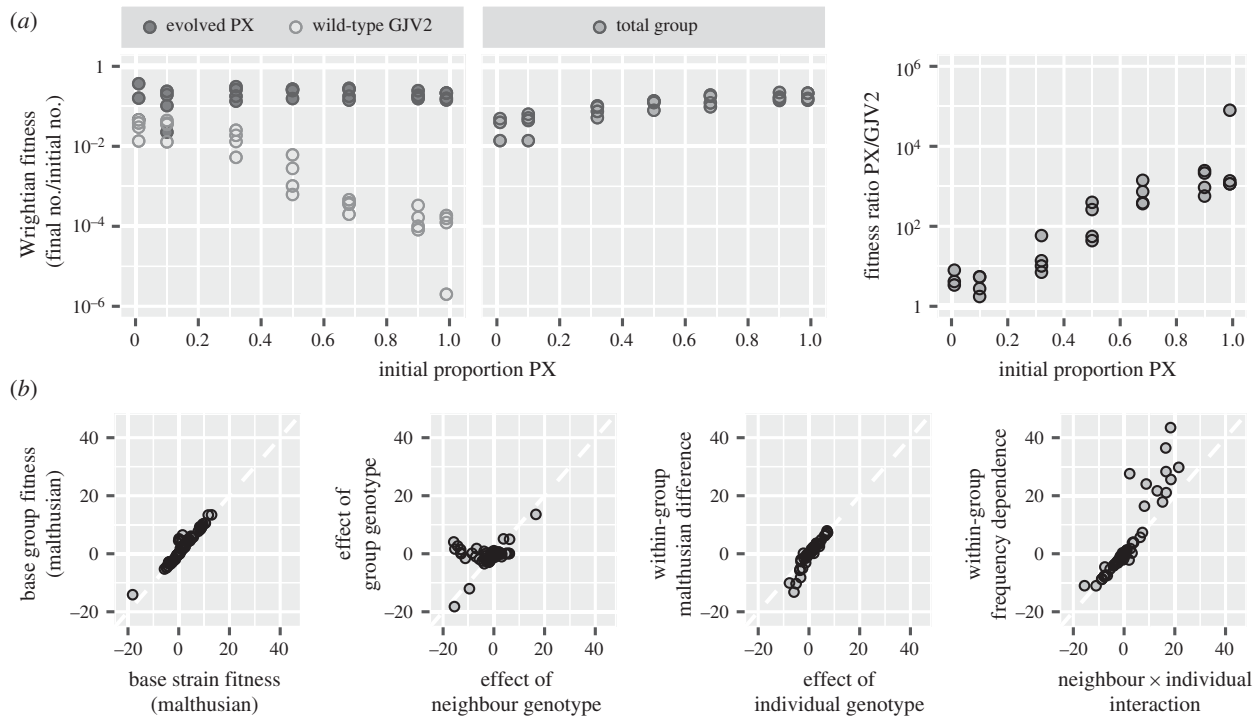 (a)
evolved PX wild-type GJV2
total group
Wrightian fitness
(final no./initial no.)
1
10⁻²
10⁻⁴
10⁻⁶
0 0.2 0.4 0.6 0.8 1.0
0 0.2 0.4 0.6 0.8 1.0
initial proportion PX
fitness ratio PX/GJV2
10⁶
10⁴
10²
1
0 0.2 0.4 0.6 0.8 1.0
initial proportion PX
(b)
base group fitness
(malthusian)
40
20
0
–20
–20 0 20 40
base strain fitness
(malthusian)
effect of
group genotype
40
20
0
–20
–20 0 20 40
effect of
neighbour genotype
within-group
malthusian difference
40
20
0
–20
–20 0 20 40
effect of
individual genotype
within-group
frequency dependence
40
20
0
–20
–20 0 20 40
neighbour × individual
interaction